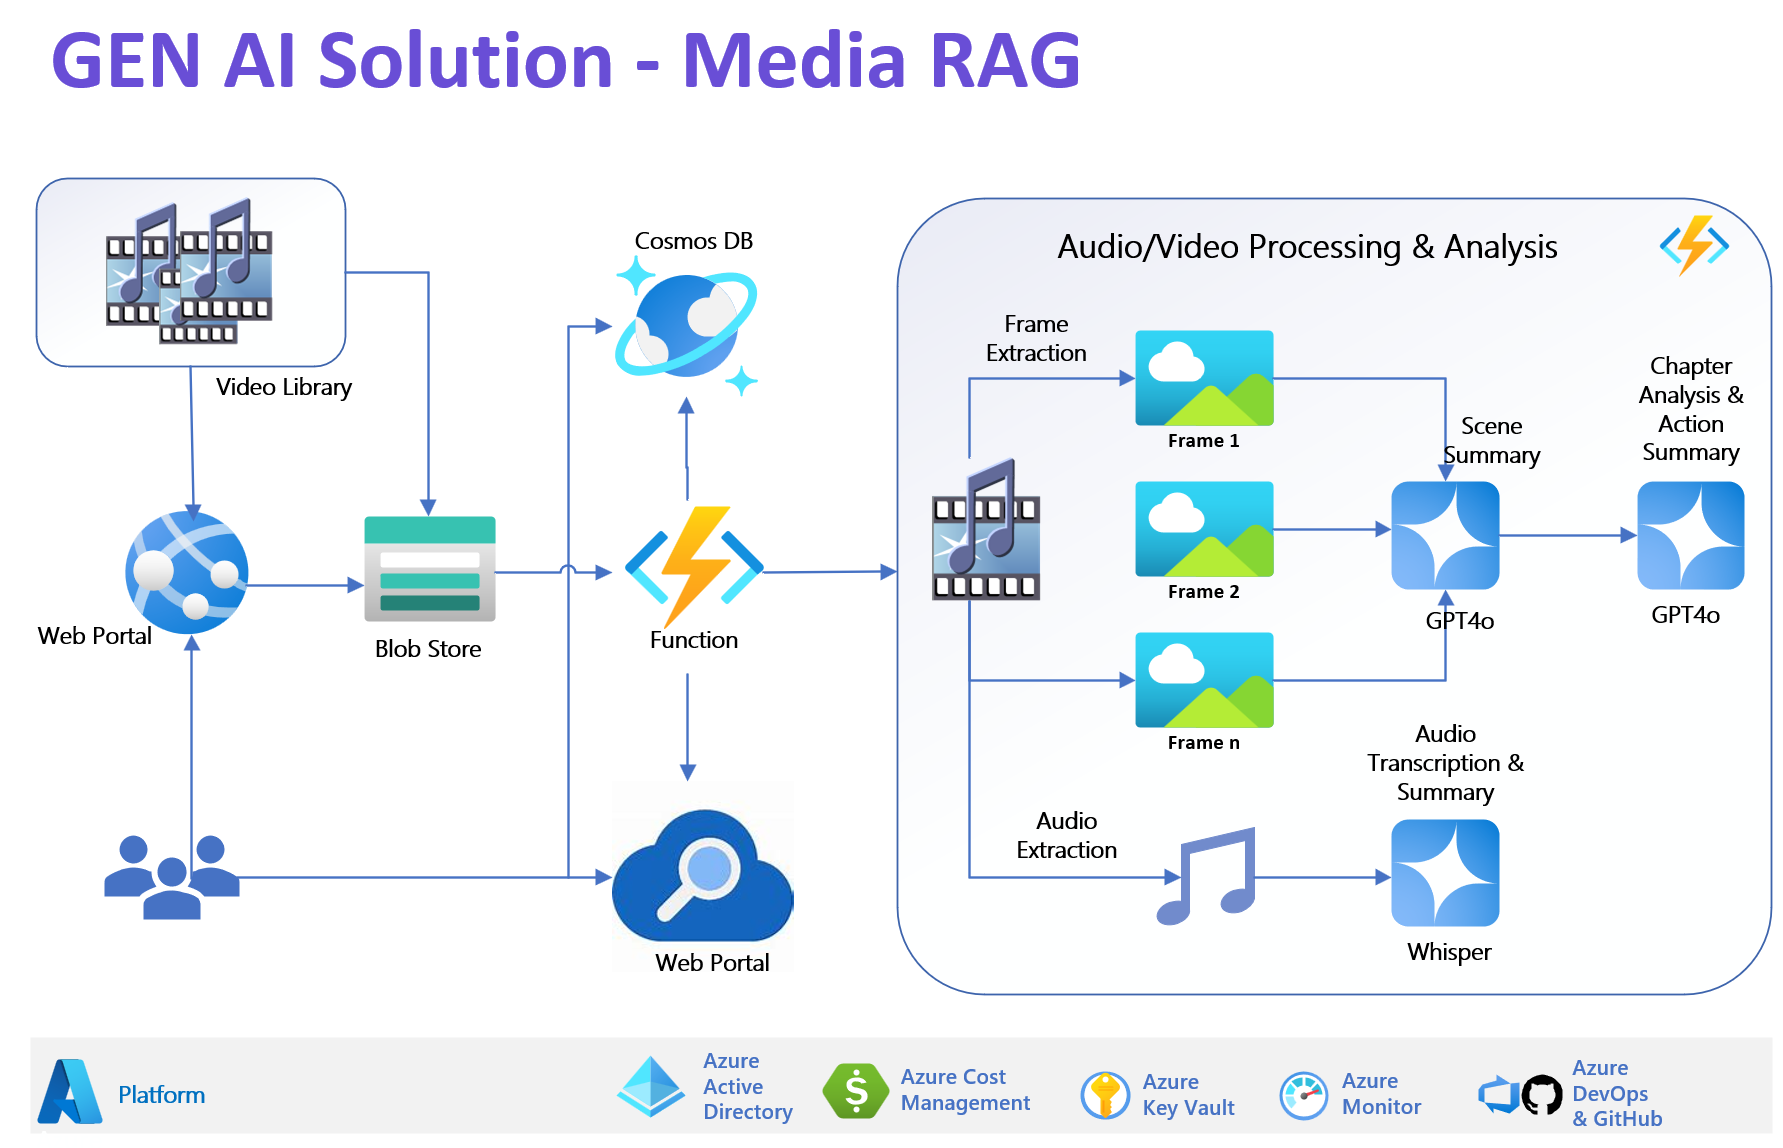 GEN AI Solution - Media RAG
Video Library
Cosmos DB
Audio/Video Processing & Analysis
Frame
Extraction
Frame 1
Scene
Summary
Chapter
Analysis &
Action
Summary
Frame 2
GPT4o
GPT4o
Web Portal
Blob Store
Function
Frame n
Audio
Transcription &
Summary
Audio
Extraction
Whisper
Web Portal
Platform
Azure
Active
Directory
Azure Cost
Management
Azure
Key Vault
Azure
Monitor
Azure
DevOps
& GitHub